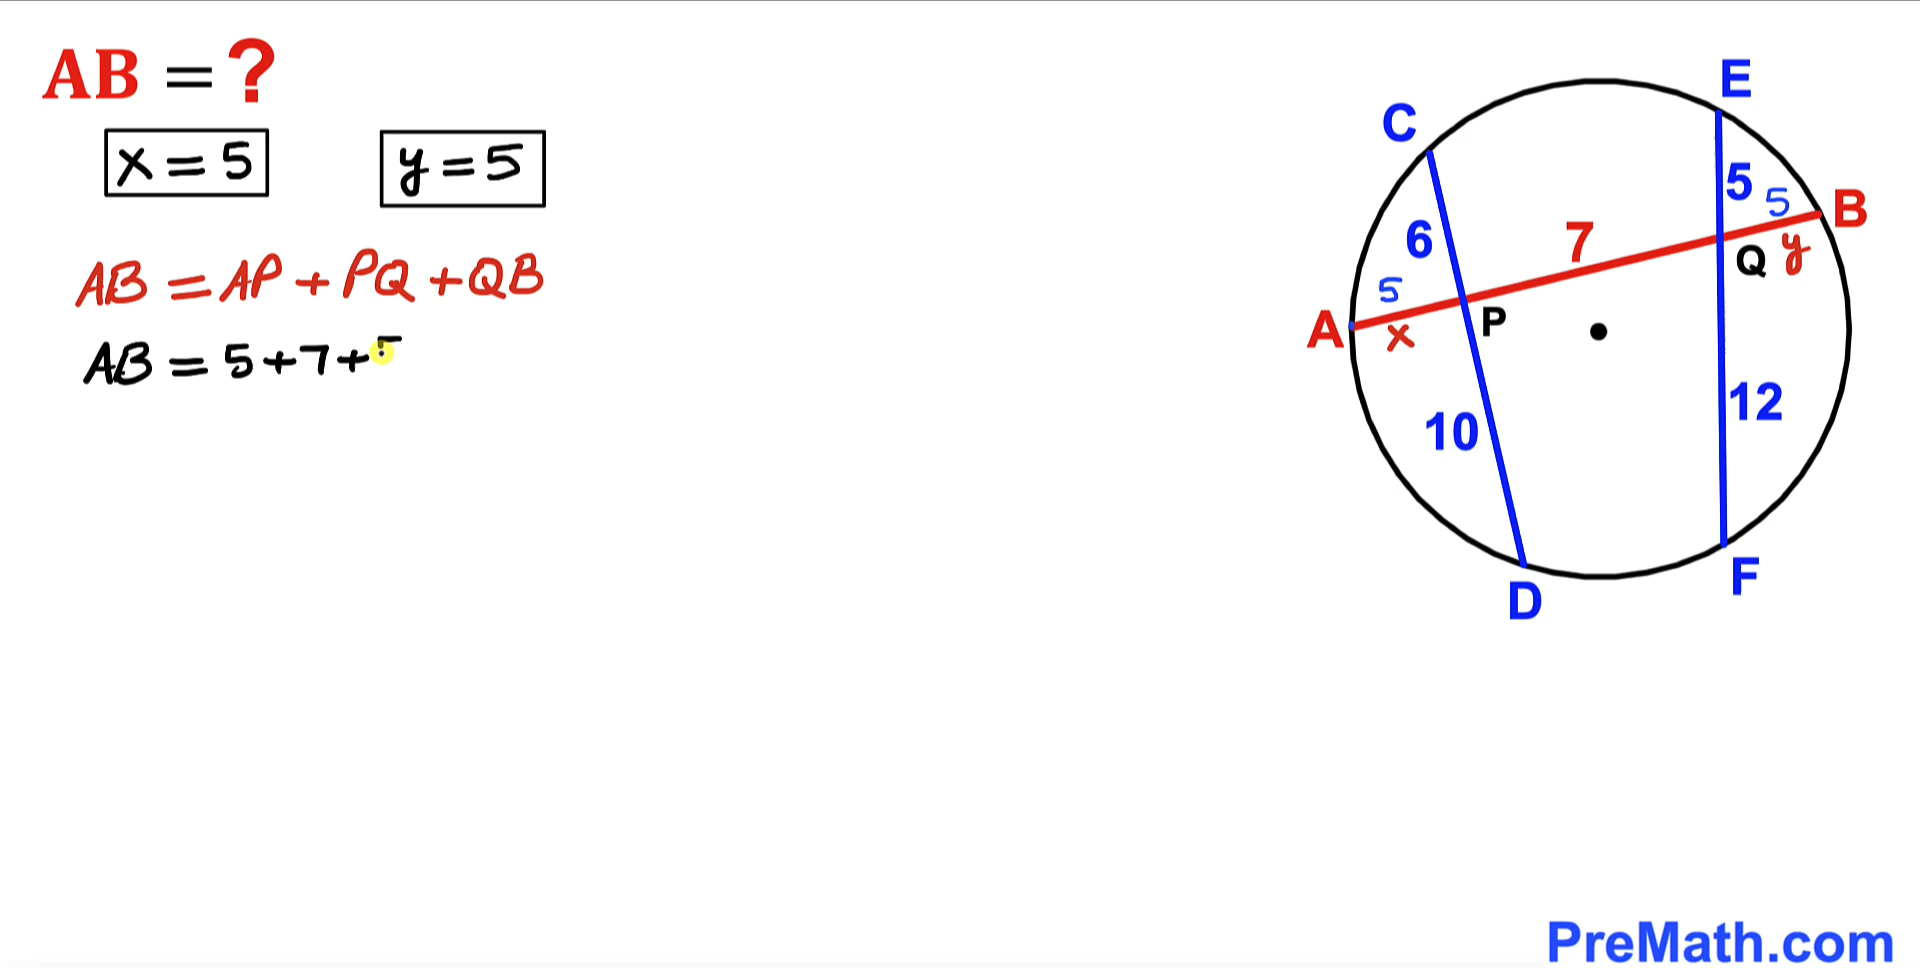 AB = ?
x = 5
y = 5
AB = AP + PQ + QB
AB = 5 + 7 +
E
C
5
5
B
6
7
Q
y
5
A
x
P
12
10
F
D
PreMath.com